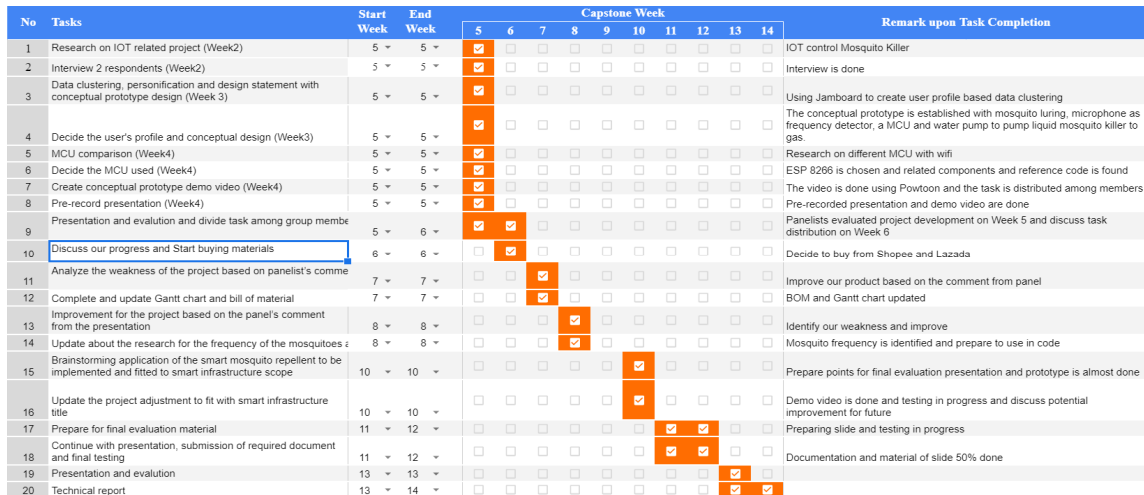 No Tasks Start Week End Week Capstone Week Remark upon Task Completion
5 6 7 8 9 10 11 12 13 14
1 Research on IOT related project (Week2) 5 5 IOT control Mosquito Killer
2 Interview 2 respondents (Week2) 5 5 Interview is done
3 Data clustering, personification and design statement with
conceptual prototype design (Week 3) 5 5 Using Jamboard to create user profile based data clustering
4 Decide the user's profile and conceptual design (Week3) 5 5 The conceptual prototype is established with mosquito luring, microphone as
frequency detector, a MCU and water pump to pump liquid mosquito killer to
gas.
5 MCU comparison (Week4) 5 5 Research on different MCU with wifi
6 Decide the MCU used (Week4) 5 5 ESP 8266 is chosen and related components and reference code is found
7 Create conceptual prototype demo video (Week4) 5 5 The video is done using Powtoon and the task is distributed among members
8 Pre-record presentation (Week4) 5 5 Pre-recorded presentation and demo video are done
9 Presentation and evalution and divide task among group membe 5 6 Panelists evaluated project development on Week 5 and discuss task
distribution on Week 6
10 Discuss our progress and Start buying materials 6 6 Decide to buy from Shopee and Lazada
11 Analyze the weakness of the project based on panelist's comme 7 7 Improve our product based on the comment from panel
12 Complete and update Gantt chart and bill of material 7 7 BOM and Gantt chart updated
13 Improvement for the project based on the panel's comment
from the presentation 8 8 Identify our weakness and improve
14 Update about the research for the frequency of the mosquitoes a 8 8 Mosquito frequency is identified and prepare to use in code
15 Brainstorming application of the smart mosquito repellent to be
implemented and fitted to smart infrastructure scope 10 10 Prepare points for final evaluation presentation and prototype is almost done
16 Update the project adjustment to fit with smart infrastructure
title 10 10 Demo video is done and testing in progress and discuss potential
improvement for future
17 Prepare for final evaluation material 11 12 Preparing slide and testing in progress
18 Continue with presentation, submission of required document
and final testing 11 12 Documentation and material of slide 50% done
19 Presentation and evalution 13 13
20 Technical report 13 14